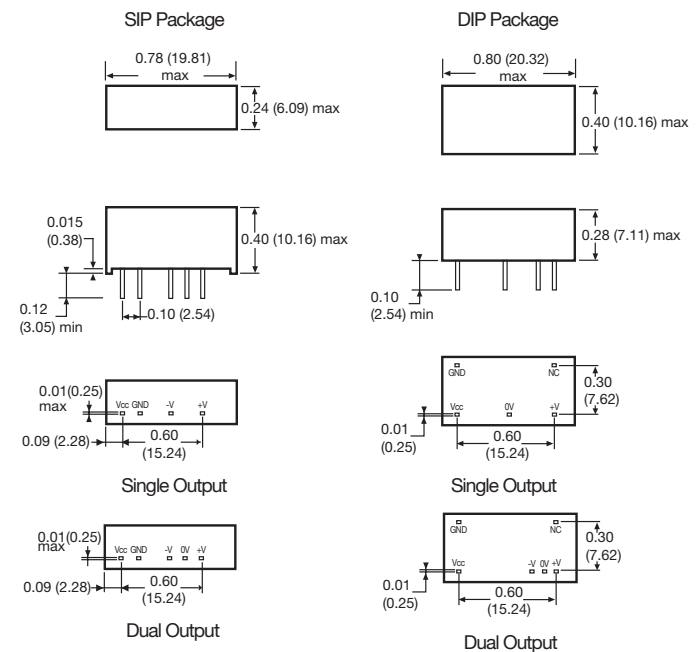 SIP Package
0.78 (19.81)
max
0.24 (6.09) max
0.015
(0.38)
0.40 (10.16) max
0.12
(3.05) min
0.10 (2.54)
0.01(0.25)
max
Vcc GND -V +V
0.09 (2.28)
0.60
(15.24)
Single Output
0.01(0.25)
max
Vcc GND -V 0V +V
0.09 (2.28)
0.60
(15.24)
Dual Output
DIP Package
0.80 (20.32)
max
0.40 (10.16) max
0.28 (7.11) max
0.10
(2.54) min
GND NC
0.30
(7.62)
Vcc 0V +V
0.01
(0.25)
0.60
(15.24)
Single Output
GND NC
0.30
(7.62)
Vcc -V 0V +V
0.01
(0.25)
0.60
(15.24)
Dual Output